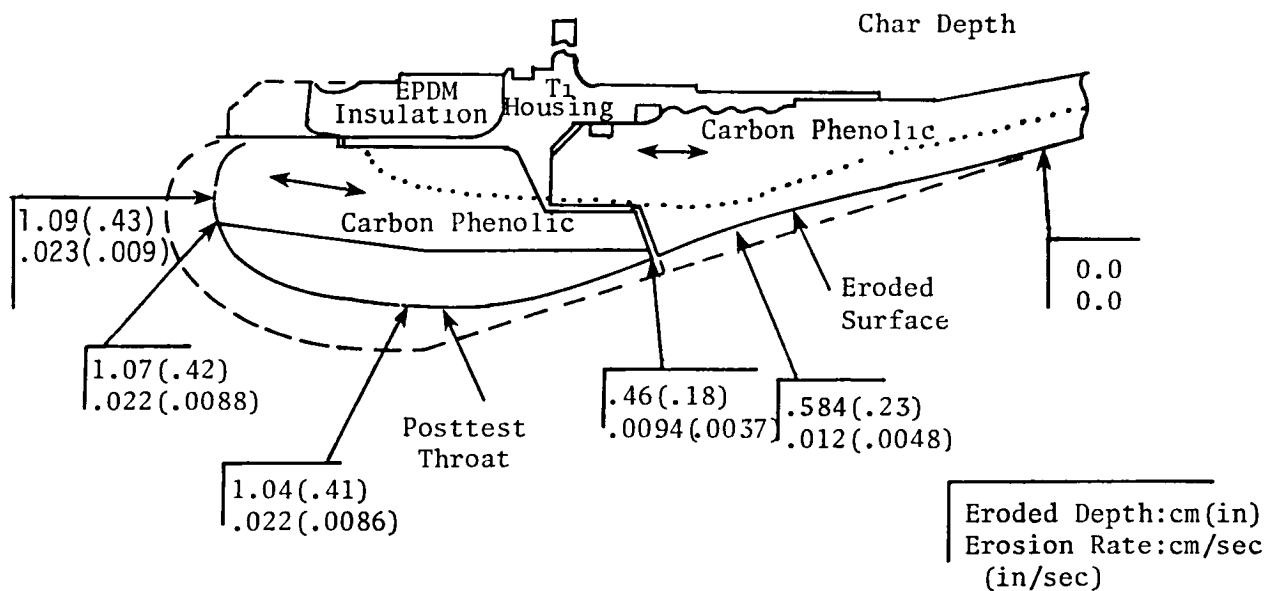 Char Depth
EPDM
Insulation
Ti
Housing
Carbon Phenolic
Carbon Phenolic
1.09(.43)
.023(.009)
1.07(.42)
.022(.0088)
1.04(.41)
.022(.0086)
Posttest
Throat
.46(.18)
.0094(.0037)
.584(.23)
.012(.0048)
Eroded
Surface
0.0
0.0
Eroded Depth:cm(in)
Erosion Rate:cm/sec
(in/sec)